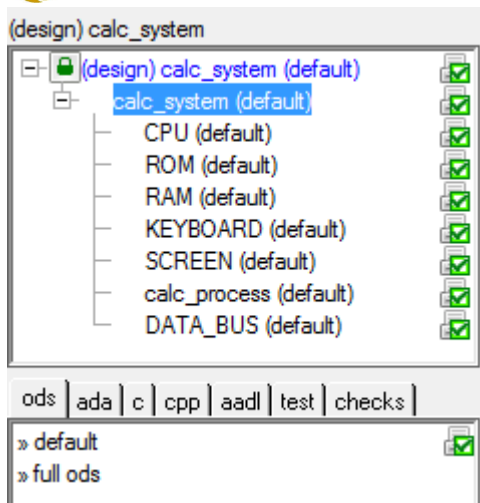 (design) calc_system
(design) calc_system (default)
calc_system (default)
CPU (default)
ROM (default)
RAM (default)
KEYBOARD (default)
SCREEN (default)
calc_process (default)
DATA_BUS (default)
ods ada c cpp aadl test checks
» default
» full ods